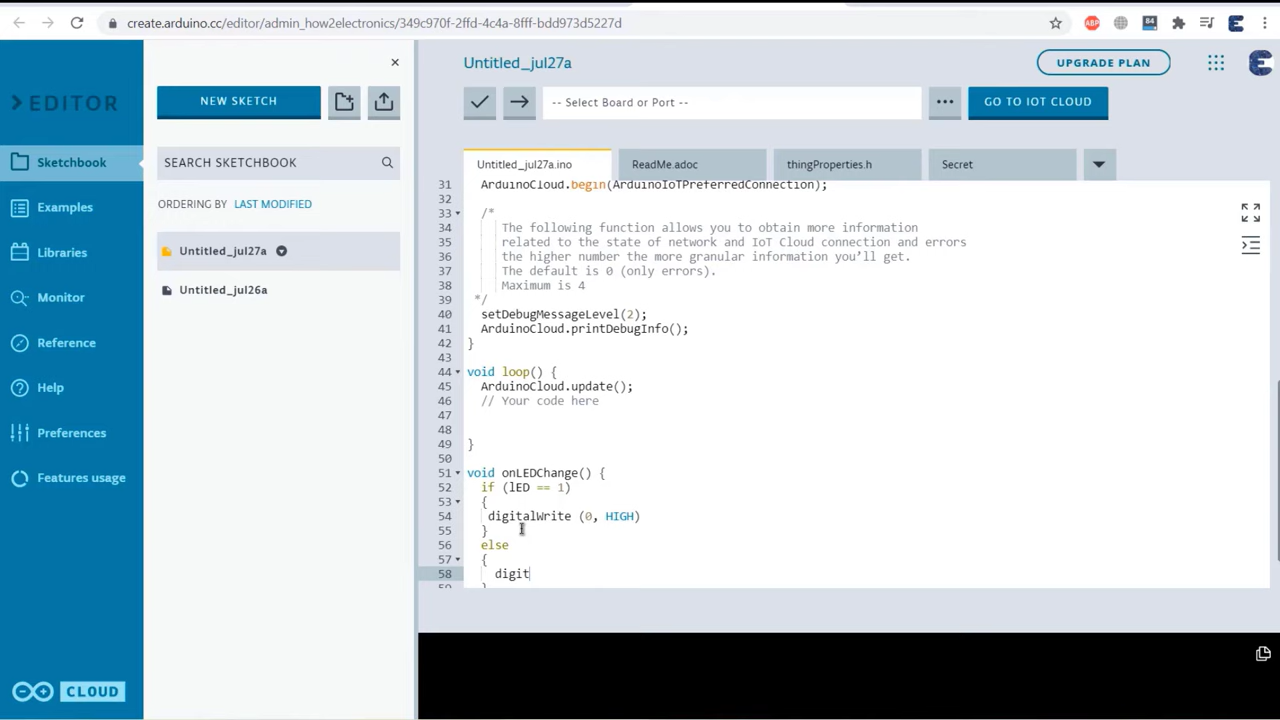 create.arduino.cc/editor/admin_how2electronics/349c970f-2ffd-4c4a-8fff-bdd973d5227d
ABP
84
E
EDITOR
Sketchbook
Examples
Libraries
Monitor
Reference
Help
Preferences
Features usage
CLOUD
×
NEW SKETCH
SEARCH SKETCHBOOK
ORDERING BY LAST MODIFIED
Untitled_jul27a
Untitled_jul26a
Untitled_jul27a
UPGRADE PLAN
E
-- Select Board or Port --
GO TO IOT CLOUD
Untitled_jul27a.ino
ReadMe.adoc
thingProperties.h
Secret
31 ArduinoCloud.begin(ArduinoIoTPreferredConnection);
32
33 /*
34 The following function allows you to obtain more information
35 related to the state of network and IoT Cloud connection and errors
36 the higher number the more granular information you’ll get.
37 The default is 0 (only errors).
38 Maximum is 4
39 */
40 setDebugMessageLevel(2);
41 ArduinoCloud.printDebugInfo();
42 }
43
44 void loop() {
45 ArduinoCloud.update();
46 // Your code here
47
48
49 }
50
51 void onLEDChange() {
52 if (lED == 1)
53 {
54 digitalWrite (0, HIGH)
55 }
56 else
57 {
58 digit
59 }